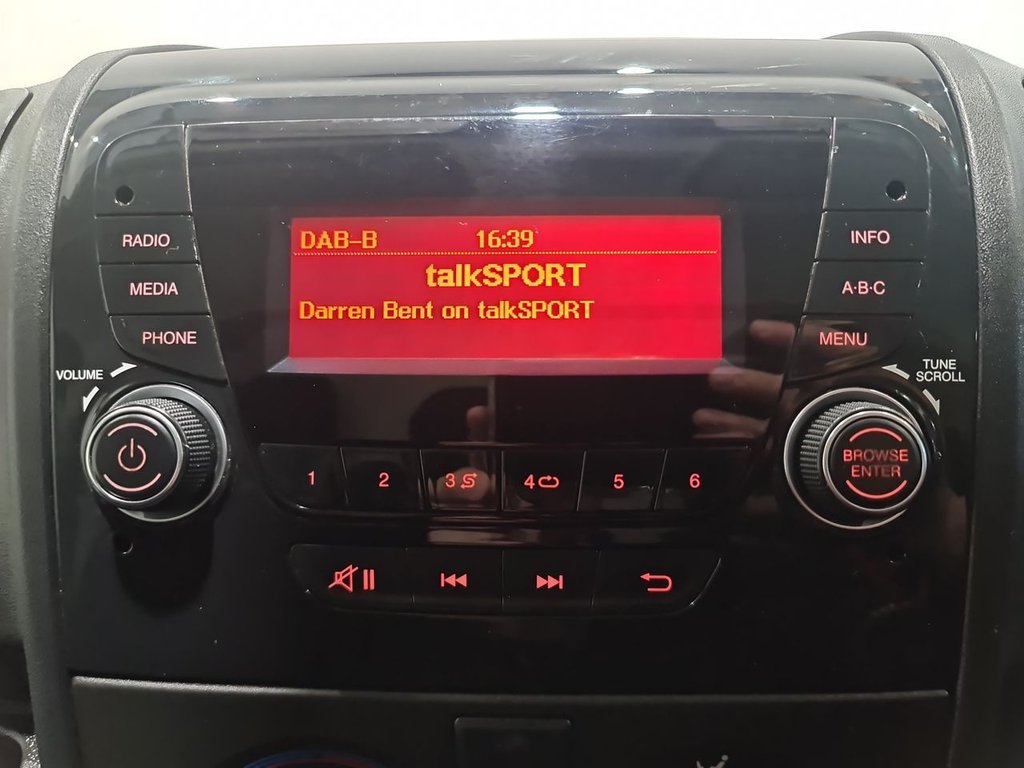 DAB-B 16:39
talkSPORT
Darren Bent on talkSPORT
RADIO
MEDIA
PHONE
VOLUME
INFO
A·B·C
MENU
TUNE
SCROLL
BROWSE
ENTER
1 2 3 4 5 6